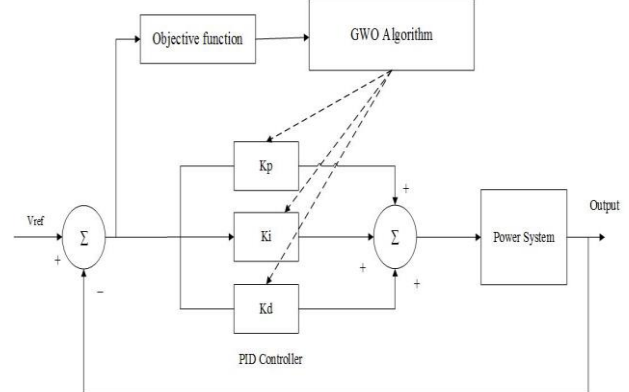 Objective function
GWO Algorithm
Kp
+
Vref
Σ
Ki
Σ
Power System
Output
+
+
−
+
Kd
PID Controller